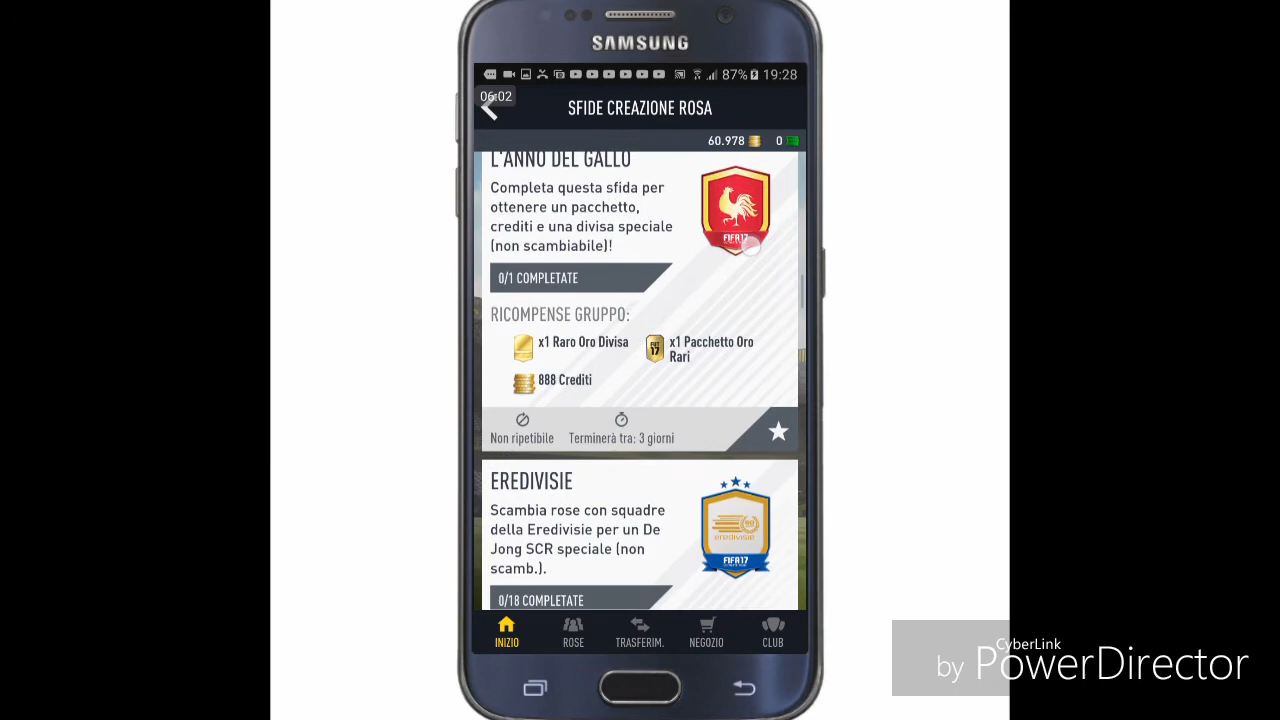 SAMSUNG
87% 19:28
06:02
SFIDE CREAZIONE ROSA
60.978 0
L'ANNO DEL GALLO
Completa questa sfida per
ottenere un pacchetto,
crediti e una divisa speciale
(non scambiabile)!
FIFA17
0/1 COMPLETATE
RICOMPENSE GRUPPO:
x1 Raro Oro Divisa
FUT
17
x1 Pacchetto Oro
Rari
888 Crediti
Non ripetibile
Terminerà tra: 3 giorni
EREDIVISIE
Scambia rose con squadre
della Eredivisie per un De
Jong SCR speciale (non
scamb.).
eredivisie
FIFA17
0/18 COMPLETATE
INIZIO
ROSE
TRASFERIM.
NEGOZIO
CLUB
CyberLink
by PowerDirector